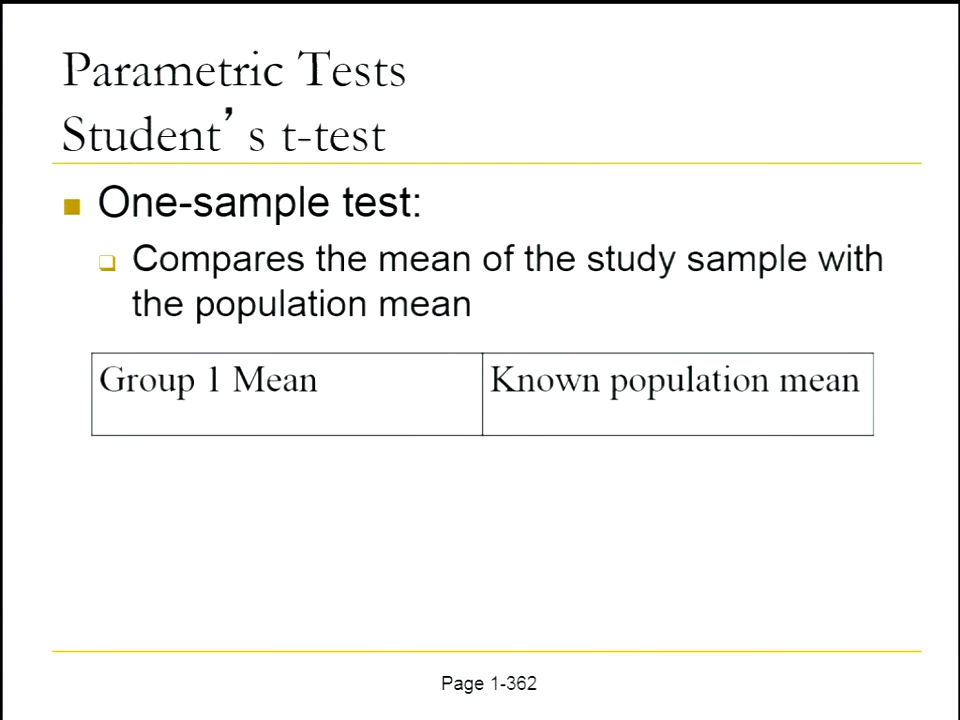 Parametric Tests
Student’s t-test
One-sample test:
Compares the mean of the study sample with
the population mean
Group 1 Mean
Known population mean
Page 1-362